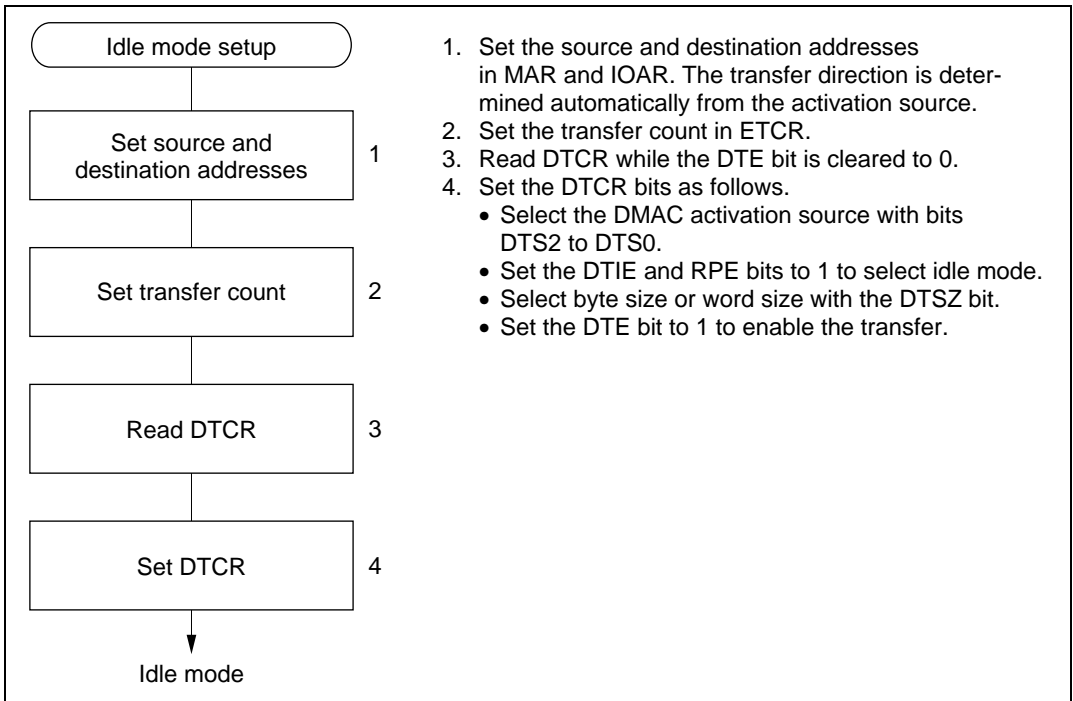 Idle mode setup
Set source and
destination addresses
1
Set transfer count
2
Read DTCR
3
Set DTCR
4
Idle mode
1. Set the source and destination addresses
in MAR and IOAR. The transfer direction is deter-
mined automatically from the activation source.
2. Set the transfer count in ETCR.
3. Read DTCR while the DTE bit is cleared to 0.
4. Set the DTCR bits as follows.
• Select the DMAC activation source with bits
DTS2 to DTS0.
• Set the DTIE and RPE bits to 1 to select idle mode.
• Select byte size or word size with the DTSZ bit.
• Set the DTE bit to 1 to enable the transfer.